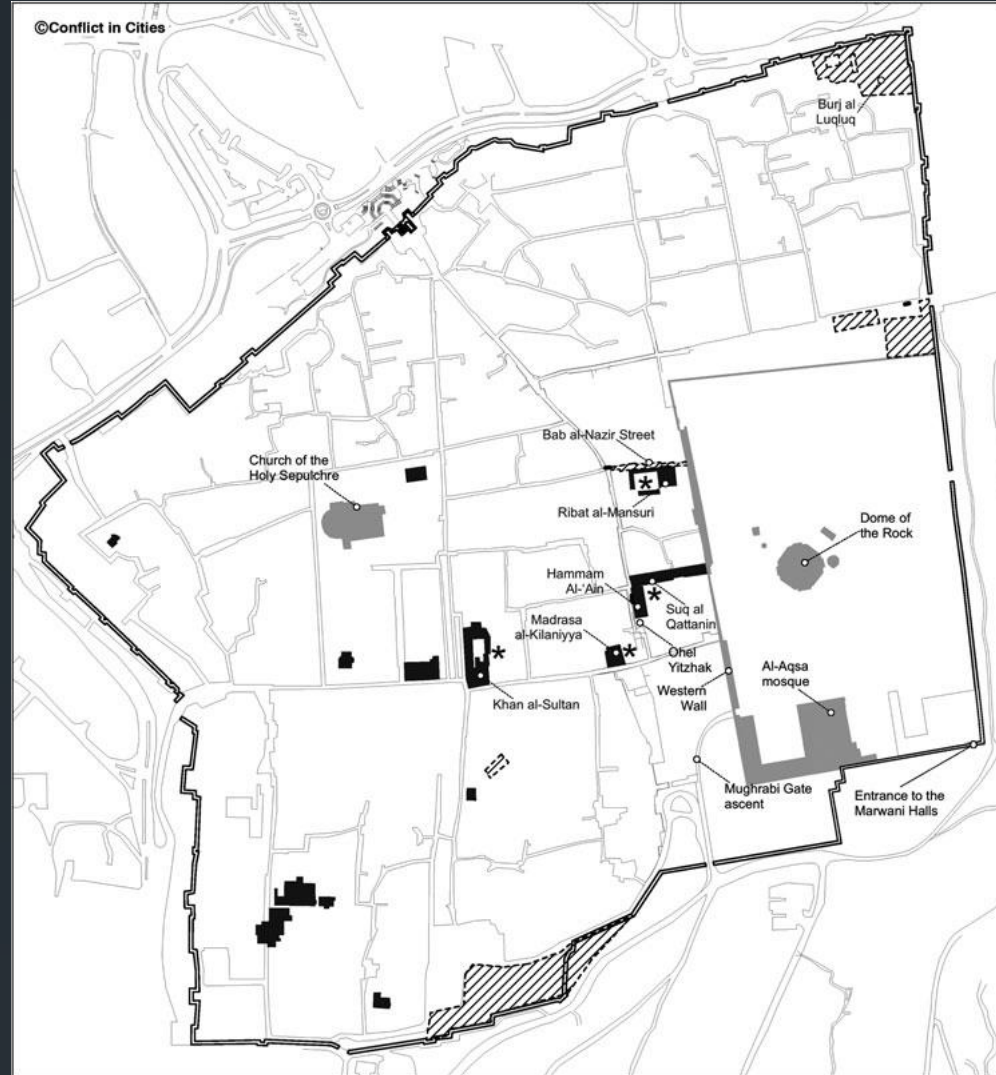 ©Conflict in Cities
Burj al
Luqluq
Bab al-Nazir Street
Church of the
Holy Sepulchre
*
Ribat al-Mansuri
Dome of
the Rock
Hammam
Al-'Ain
*
Suq al
Qattanin
Madrasa
al-Kilaniyya
*
*
Ohel
Yitzhak
Al-Aqsa
mosque
Western
Wall
Khan al-Sultan
Mughrabi Gate
ascent
Entrance to the
Marwani Halls